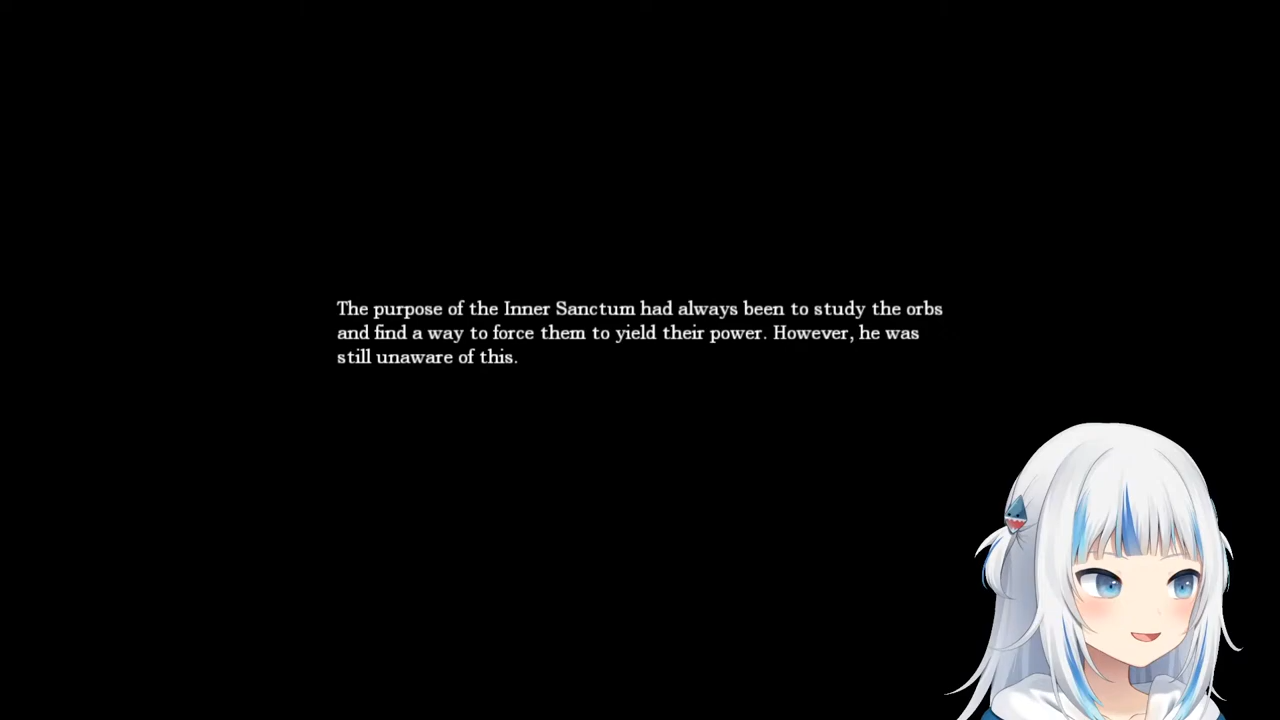 The purpose of the Inner Sanctum had always been to study the orbs
and find a way to force them to yield their power. However, he was
still unaware of this.